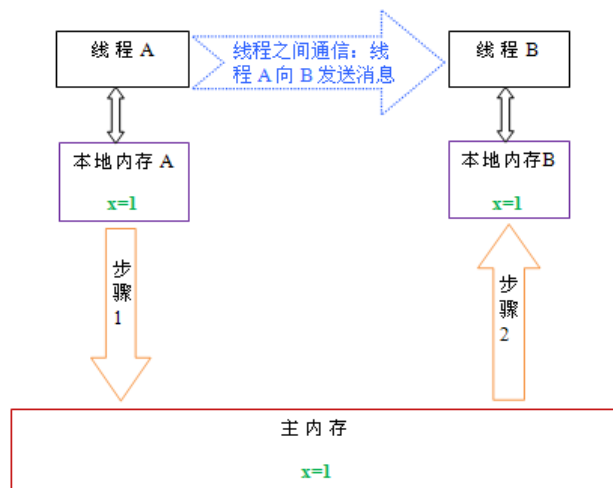 线程 A
线程之间通信：线
程 A 向 B 发送消息
线程 B
本地内存 A
x=1
本地内存B
x=1
步
骤
1
步
骤
2
主内存
x=1